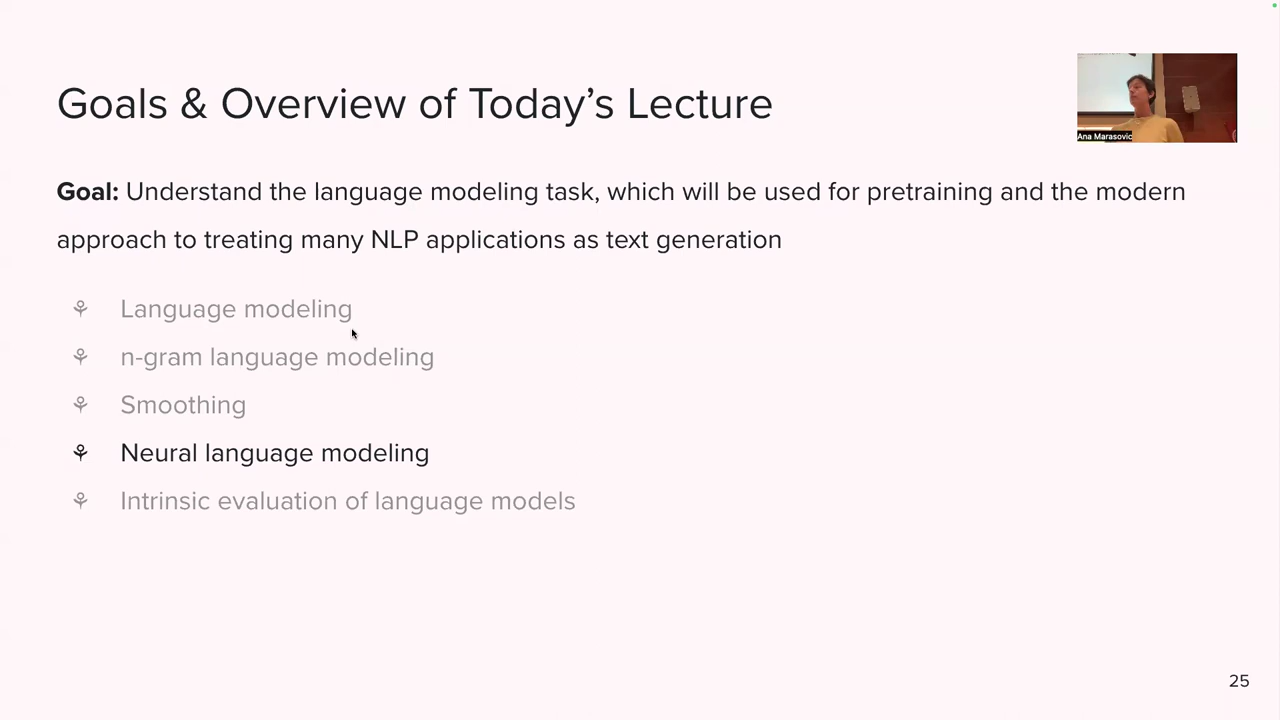 Goals & Overview of Today’s Lecture
Ana Marasovic
Goal: Understand the language modeling task, which will be used for pretraining and the modern
approach to treating many NLP applications as text generation
⚘ Language modeling
⚘ n-gram language modeling
⚘ Smoothing
⚘ Neural language modeling
⚘ Intrinsic evaluation of language models
25